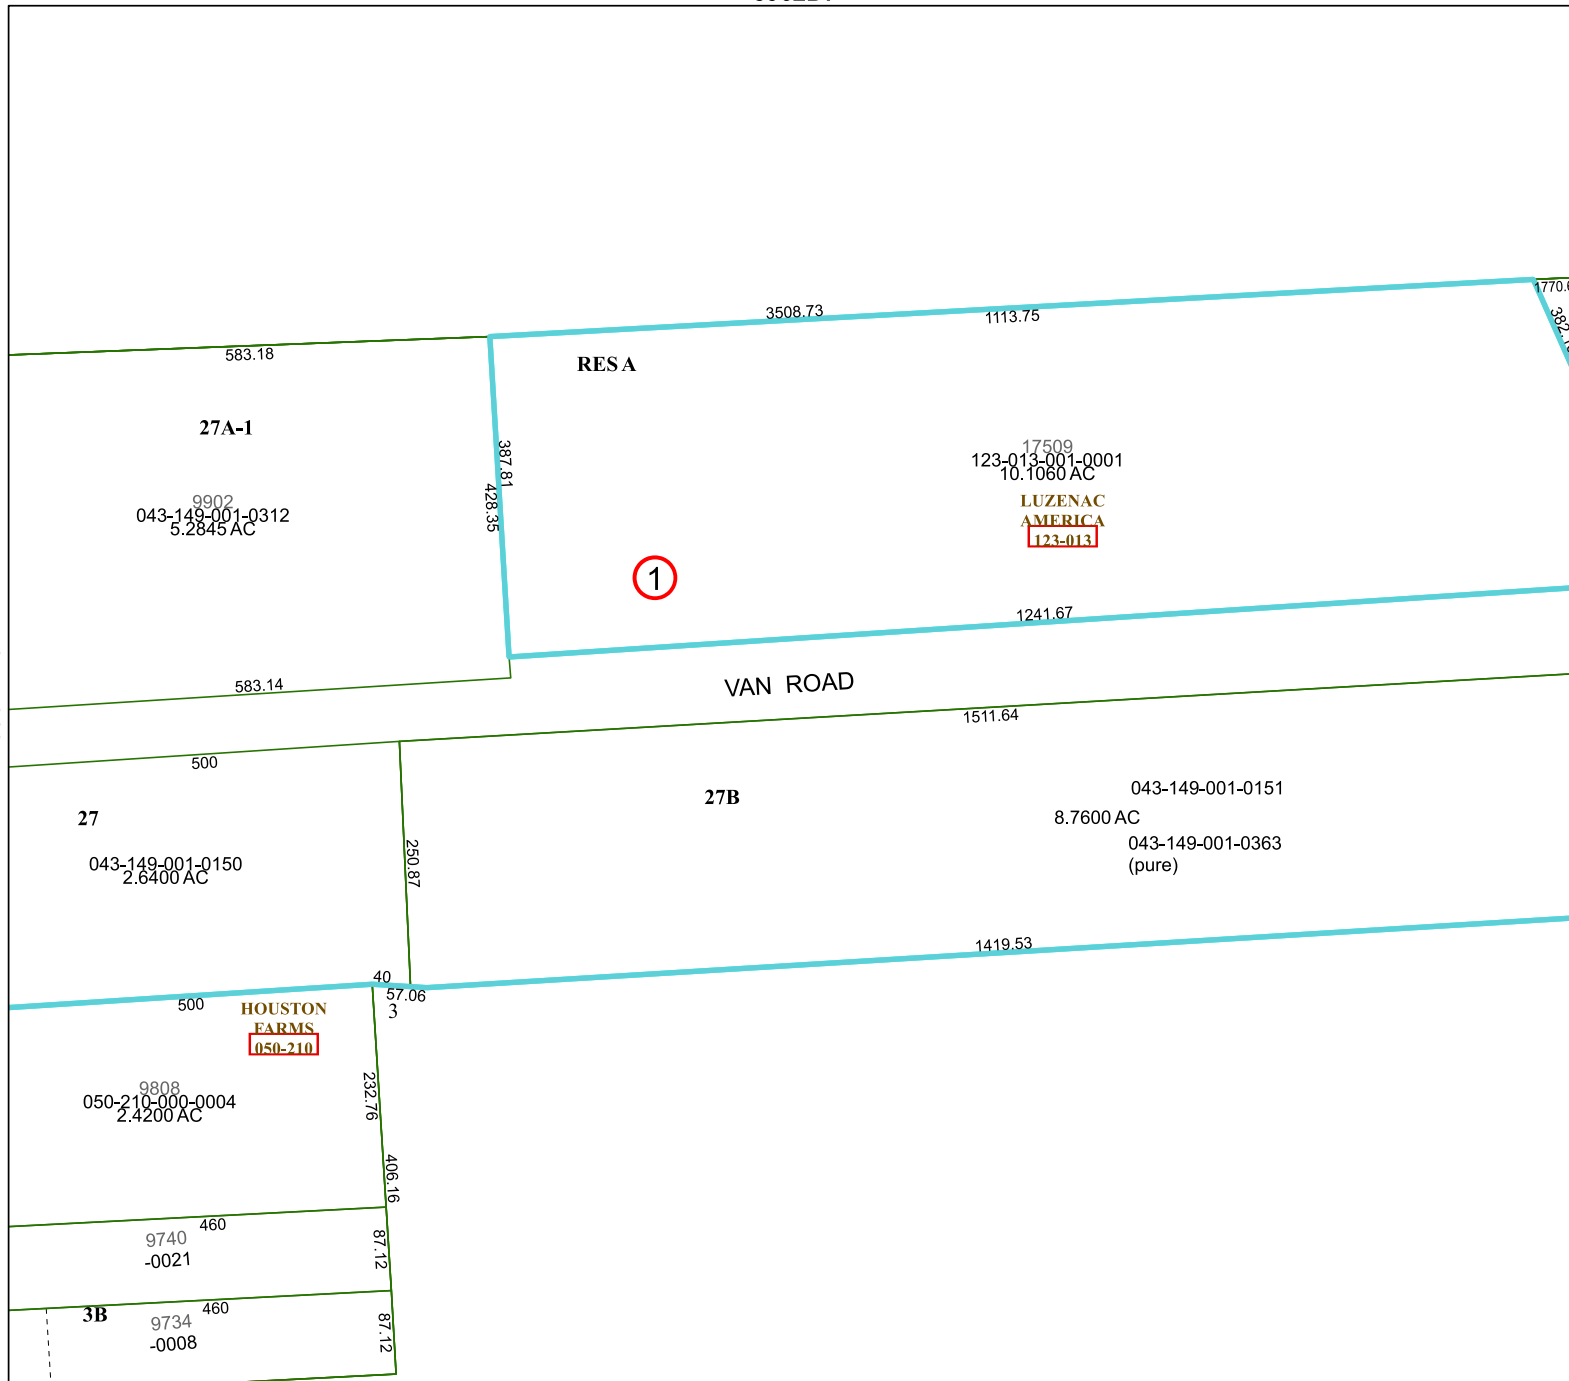 3508.73
1113.75
583.18
RES A
27A-1
387.81
428.35
17509
123-013-001-0001
10.1060 AC
LUZENAC
AMERICA
123-013
9902
043-149-001-0312
5.2845 AC
1
1241.67
583.14
VAN ROAD
1511.64
500
27B
043-149-001-0151
8.7600 AC
043-149-001-0363
(pure)
27
043-149-001-0150
2.6400 AC
250.87
1419.53
40
57.06
500
3
HOUSTON
FARMS
050-210
9808
050-210-000-0004
2.4200 AC
232.76
406.16
460
9740
-0021
87.12
460
3B
9734
-0008
87.12